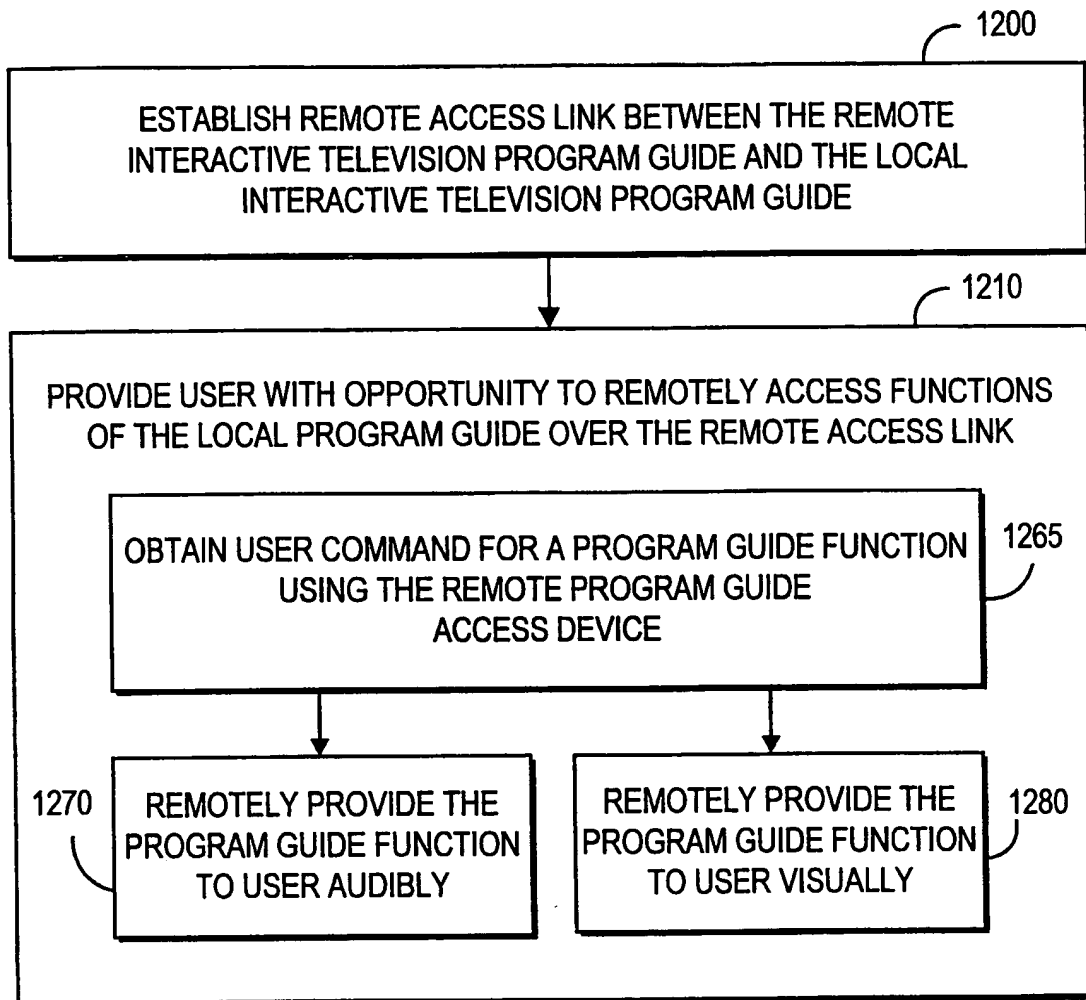 1200
ESTABLISH REMOTE ACCESS LINK BETWEEN THE REMOTE
INTERACTIVE TELEVISION PROGRAM GUIDE AND THE LOCAL
INTERACTIVE TELEVISION PROGRAM GUIDE
1210
PROVIDE USER WITH OPPORTUNITY TO REMOTELY ACCESS FUNCTIONS
OF THE LOCAL PROGRAM GUIDE OVER THE REMOTE ACCESS LINK
OBTAIN USER COMMAND FOR A PROGRAM GUIDE FUNCTION
USING THE REMOTE PROGRAM GUIDE
ACCESS DEVICE
1265
1270
REMOTELY PROVIDE THE
PROGRAM GUIDE FUNCTION
TO USER AUDIBLY
REMOTELY PROVIDE THE
PROGRAM GUIDE FUNCTION
TO USER VISUALLY
1280